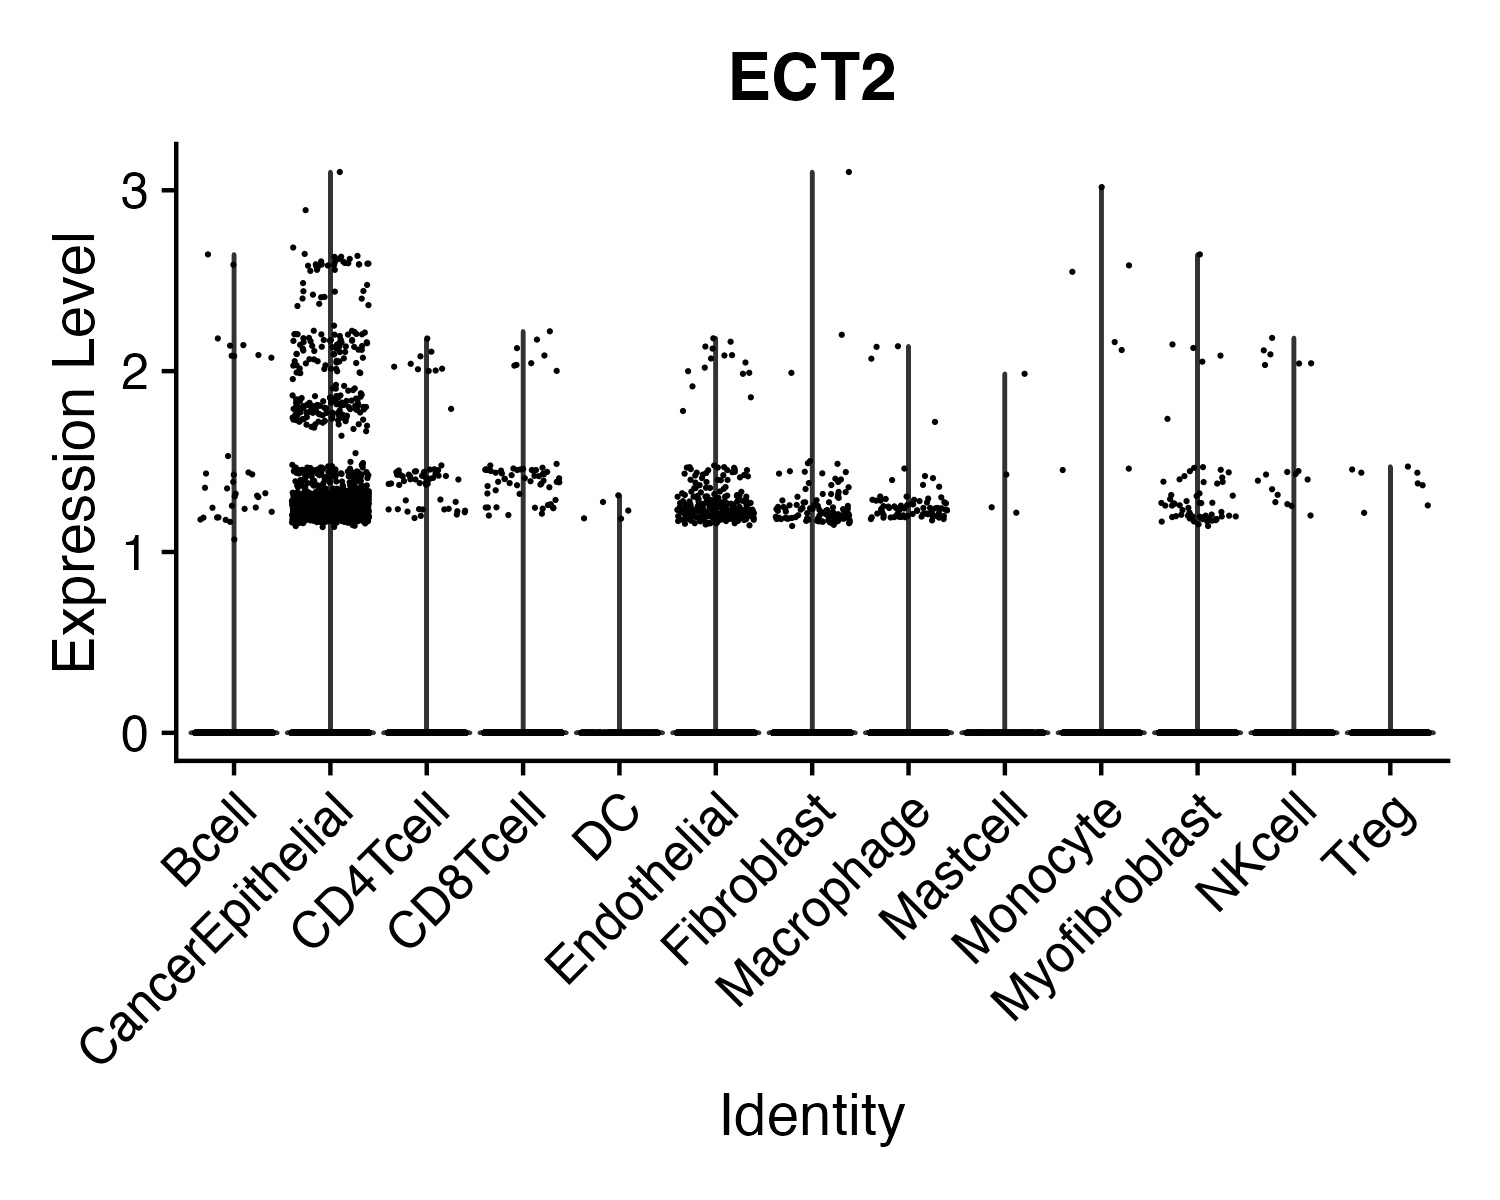 ECT2
Expression Level
3
2
1
0
Bcell
CancerEpithelial
CD4Tcell
CD8Tcell
DC
Endothelial
Fibroblast
Macrophage
Mastcell
Monocyte
Myofibroblast
NKcell
Treg
Identity